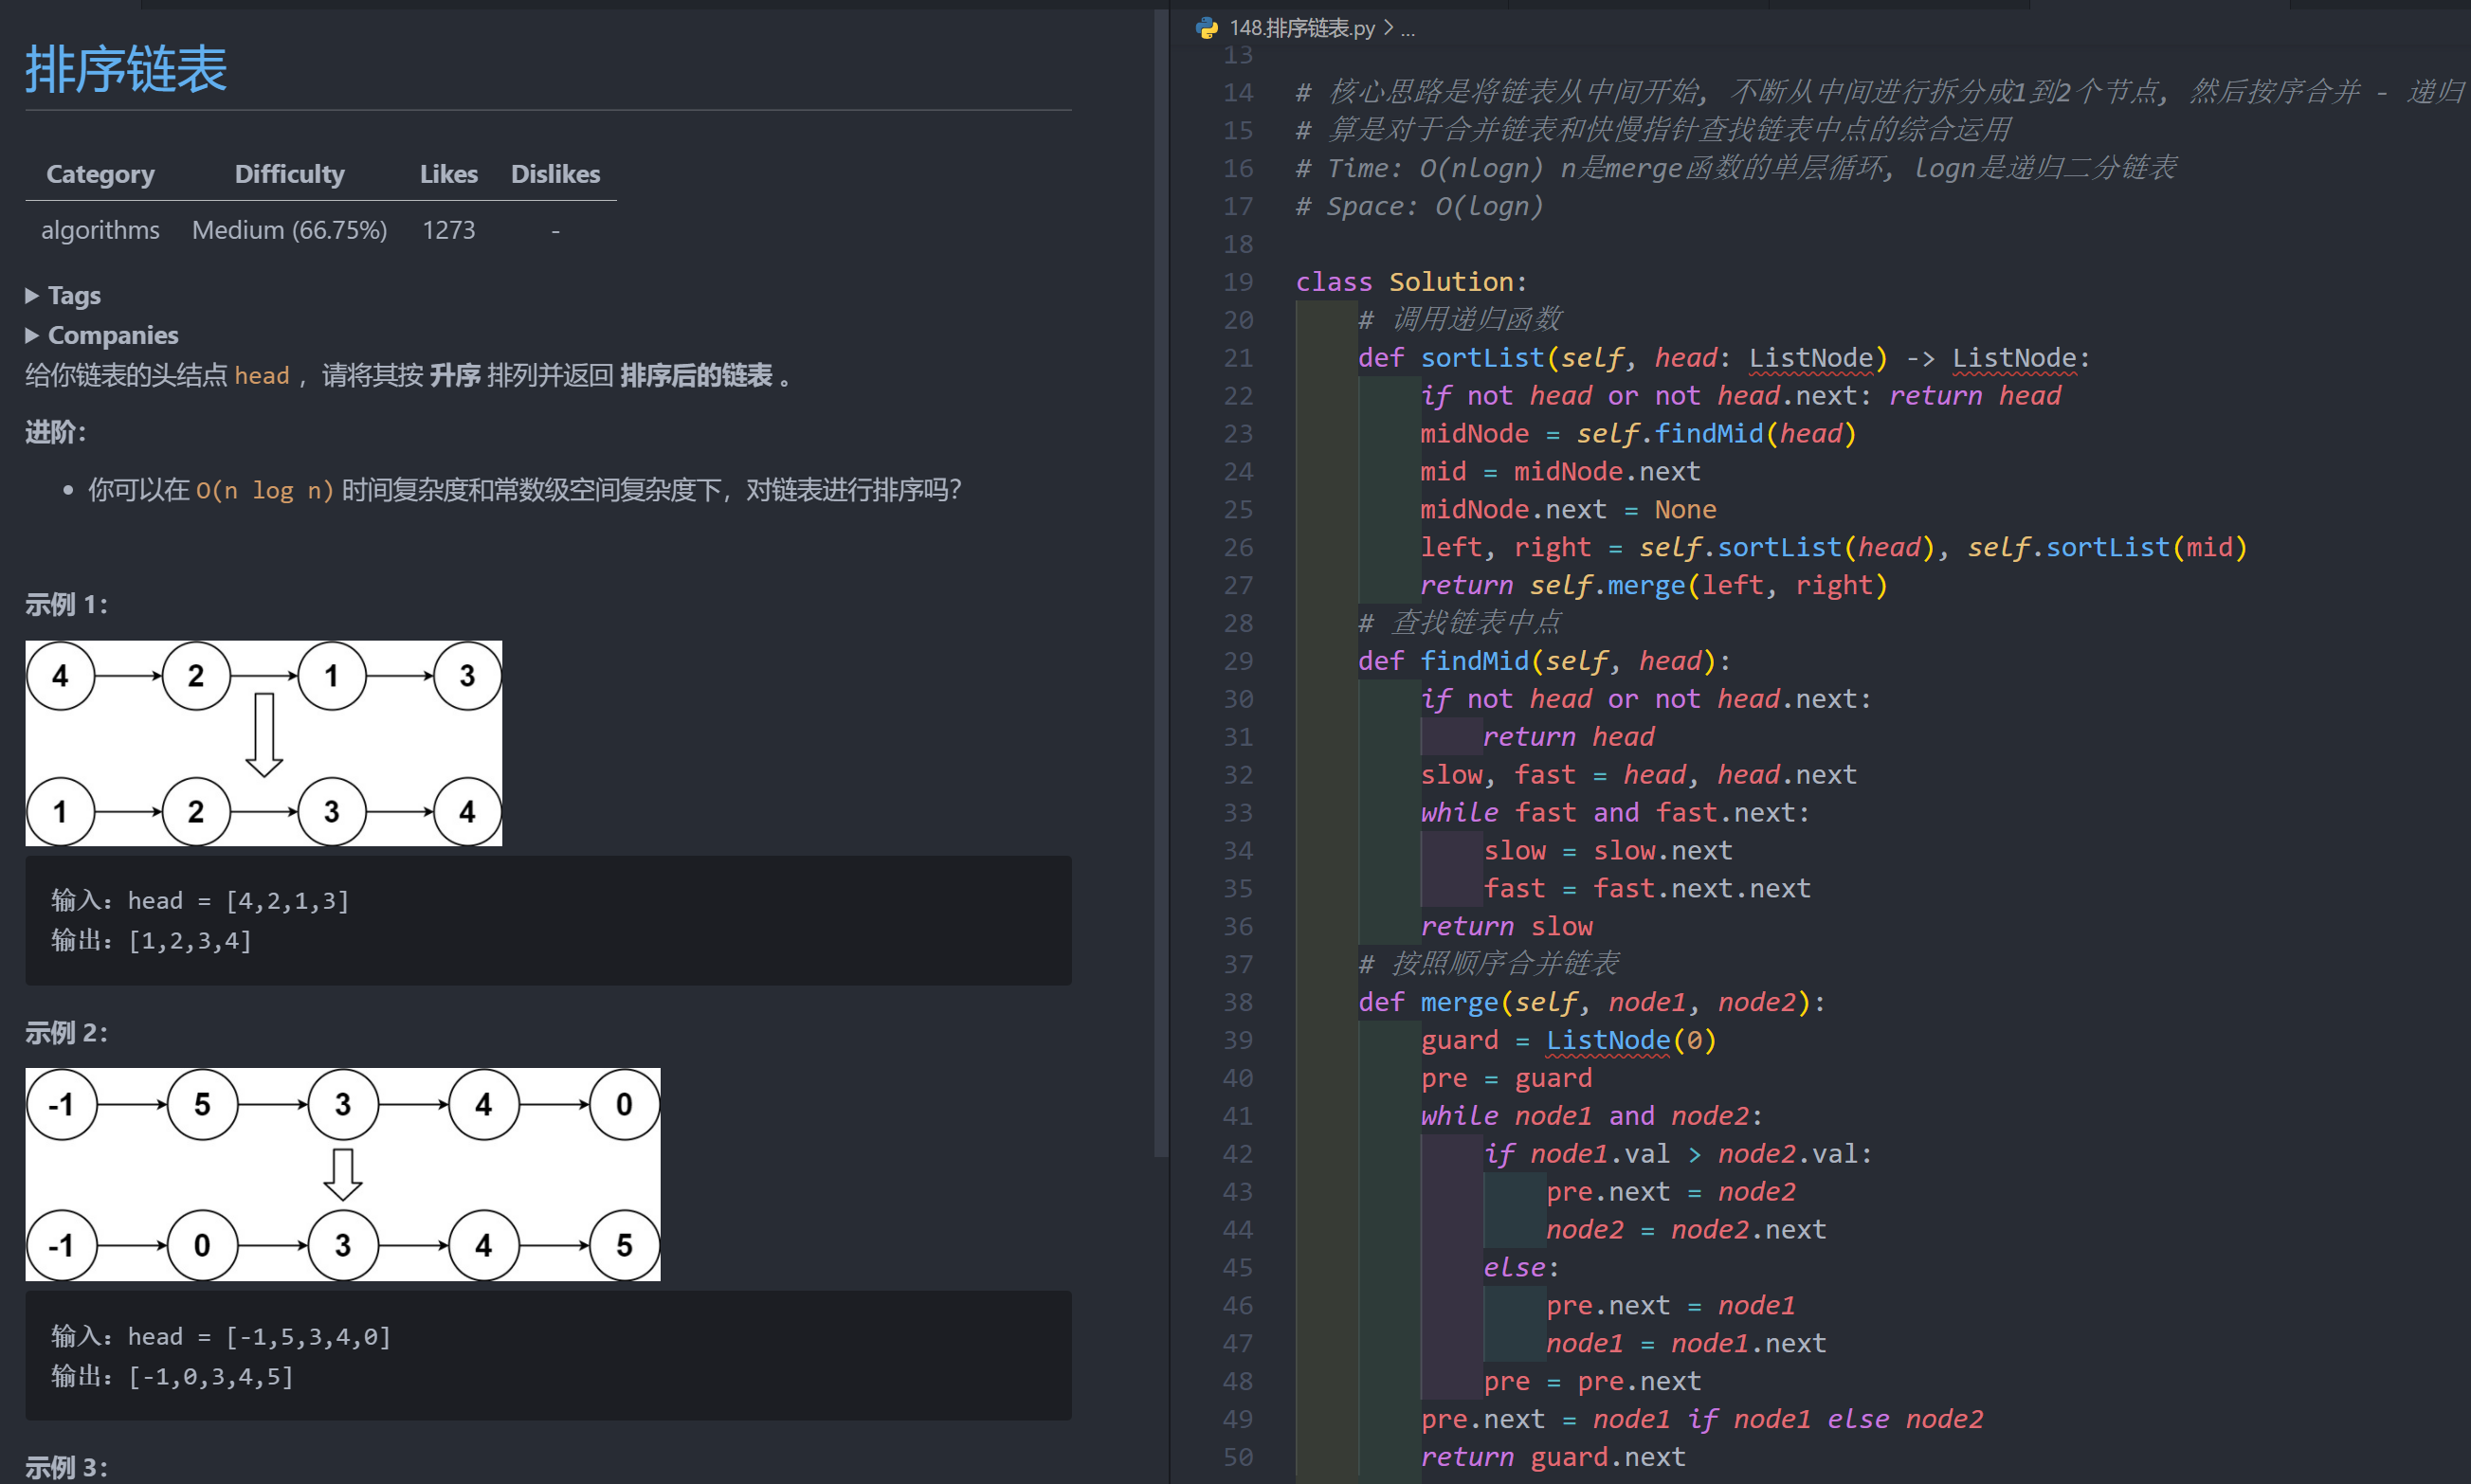 排序链表
Category Difficulty Likes Dislikes
algorithms Medium (66.75%) 1273 -
▶ Tags
▶ Companies
给你链表的头结点 head ，请将其按 升序 排列并返回 排序后的链表 。
进阶：
• 你可以在 O(n log n) 时间复杂度和常数级空间复杂度下，对链表进行排序吗？
示例 1：
4 2 1 3
1 2 3 4
输入：head = [4,2,1,3]
输出：[1,2,3,4]
示例 2：
-1 5 3 4 0
-1 0 3 4 5
输入：head = [-1,5,3,4,0]
输出：[-1,0,3,4,5]
示例 3：
148.排序链表.py > ...
13
14 # 核心思路是将链表从中间开始, 不断从中间进行拆分成1到2个节点, 然后按序合并 - 递归
15 # 算是对于合并链表和快慢指针查找链表中点的综合运用
16 # Time: O(nlogn) n是merge函数的单层循环, logn是递归二分链表
17 # Space: O(logn)
18
19 class Solution:
20     # 调用递归函数
21     def sortList(self, head: ListNode) -> ListNode:
22         if not head or not head.next: return head
23         midNode = self.findMid(head)
24         mid = midNode.next
25         midNode.next = None
26         left, right = self.sortList(head), self.sortList(mid)
27         return self.merge(left, right)
28     # 查找链表中点
29     def findMid(self, head):
30         if not head or not head.next:
31             return head
32         slow, fast = head, head.next
33         while fast and fast.next:
34             slow = slow.next
35             fast = fast.next.next
36         return slow
37     # 按照顺序合并链表
38     def merge(self, node1, node2):
39         guard = ListNode(0)
40         pre = guard
41         while node1 and node2:
42             if node1.val > node2.val:
43                 pre.next = node2
44                 node2 = node2.next
45             else:
46                 pre.next = node1
47                 node1 = node1.next
48             pre = pre.next
49         pre.next = node1 if node1 else node2
50         return guard.next